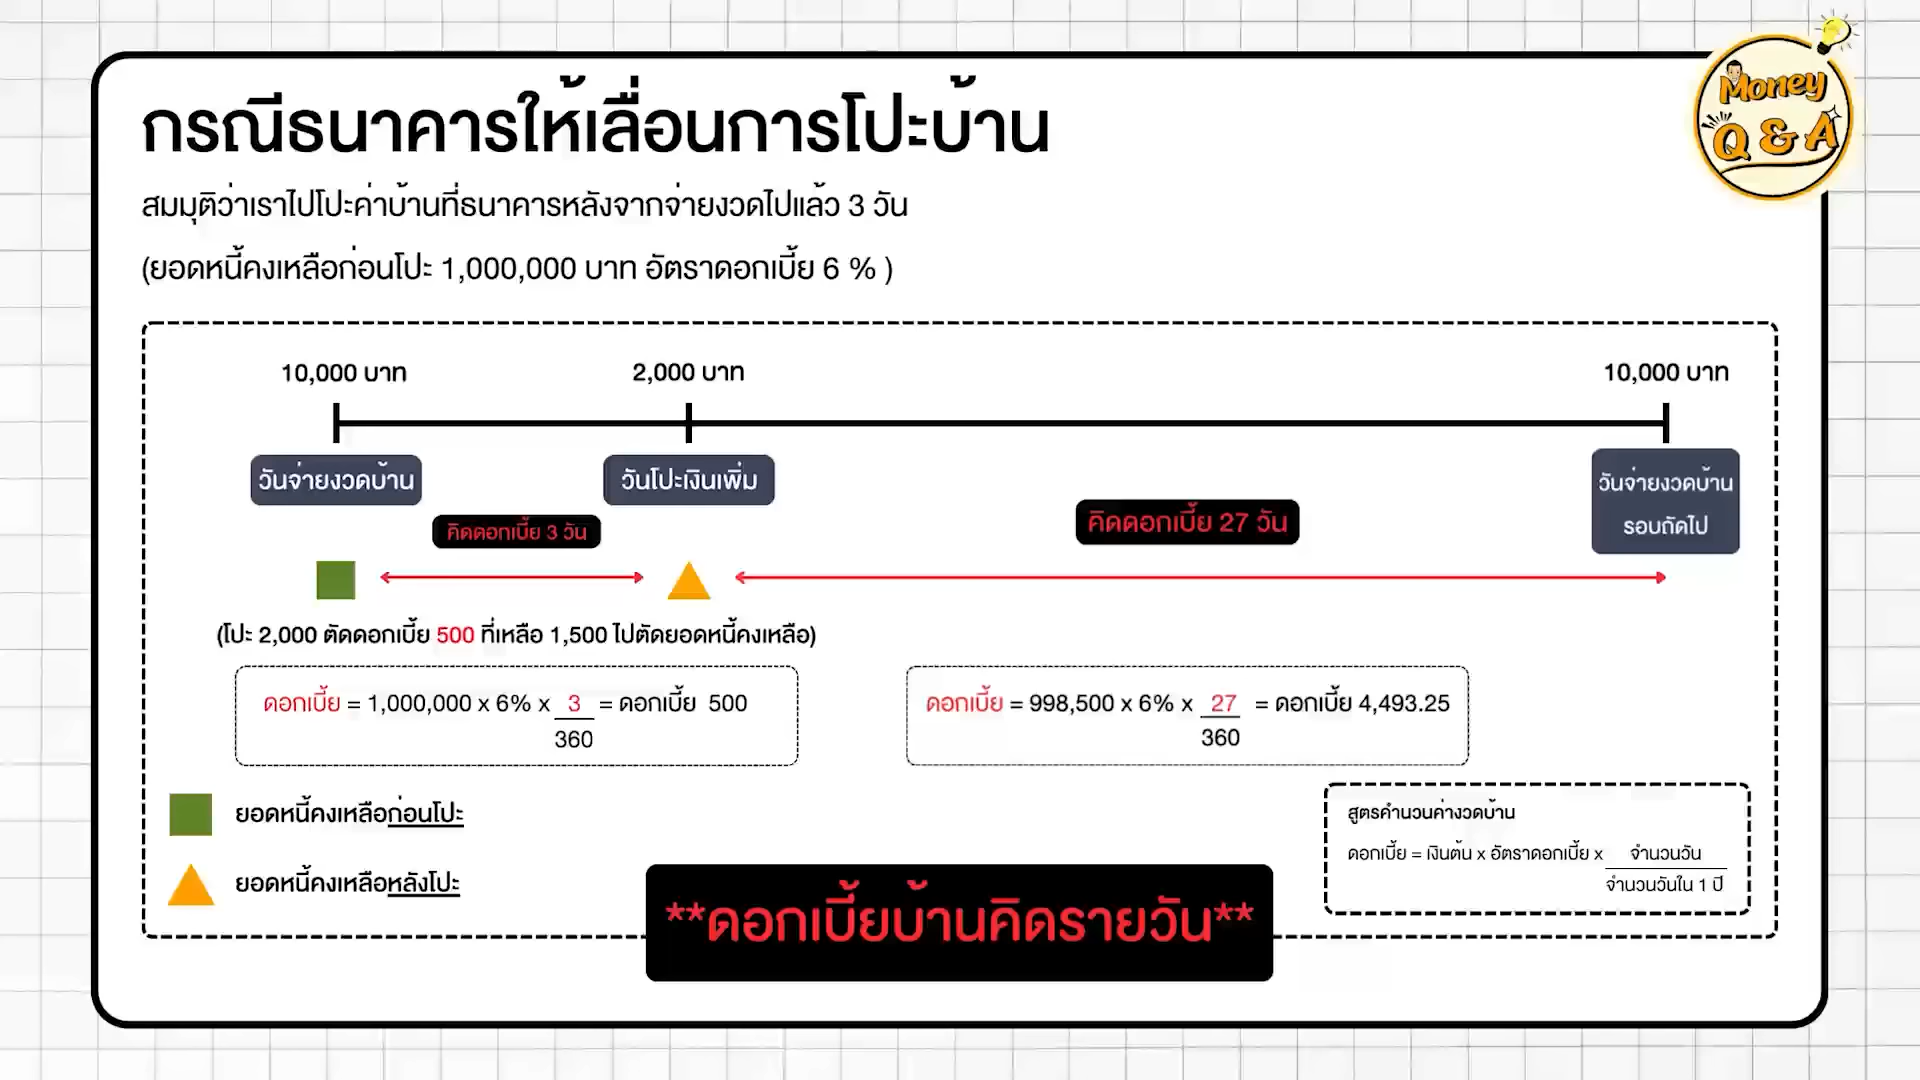 Money
Q & A
กรณีธนาคารให้เลื่อนการโปะบ้าน
สมมุติว่าเราไปโปะค่าบ้านที่ธนาคารหลังจากจ่ายงวดไปแล้ว 3 วัน
(ยอดหนี้คงเหลือก่อนโปะ 1,000,000 บาท อัตราดอกเบี้ย 6 % )
10,000 บาท
2,000 บาท
10,000 บาท
วันจ่ายงวดบ้าน
วันโปะเงินเพิ่ม
วันจ่ายงวดบ้าน
รอบถัดไป
คิดดอกเบี้ย 3 วัน
คิดดอกเบี้ย 27 วัน
(โปะ 2,000 ตัดดอกเบี้ย 500 ที่เหลือ 1,500 ไปตัดยอดหนี้คงเหลือ)
ดอกเบี้ย = 1,000,000 x 6% x 3 = ดอกเบี้ย 500
360
ดอกเบี้ย = 998,500 x 6% x 27 = ดอกเบี้ย 4,493.25
360
ยอดหนี้คงเหลือก่อนโปะ
ยอดหนี้คงเหลือหลังโปะ
สูตรคำนวนค่างวดบ้าน
ดอกเบี้ย = เงินต้น x อัตราดอกเบี้ย x จำนวนวัน
จำนวนวันใน 1 ปี
**ดอกเบี้ยบ้านคิดรายวัน**